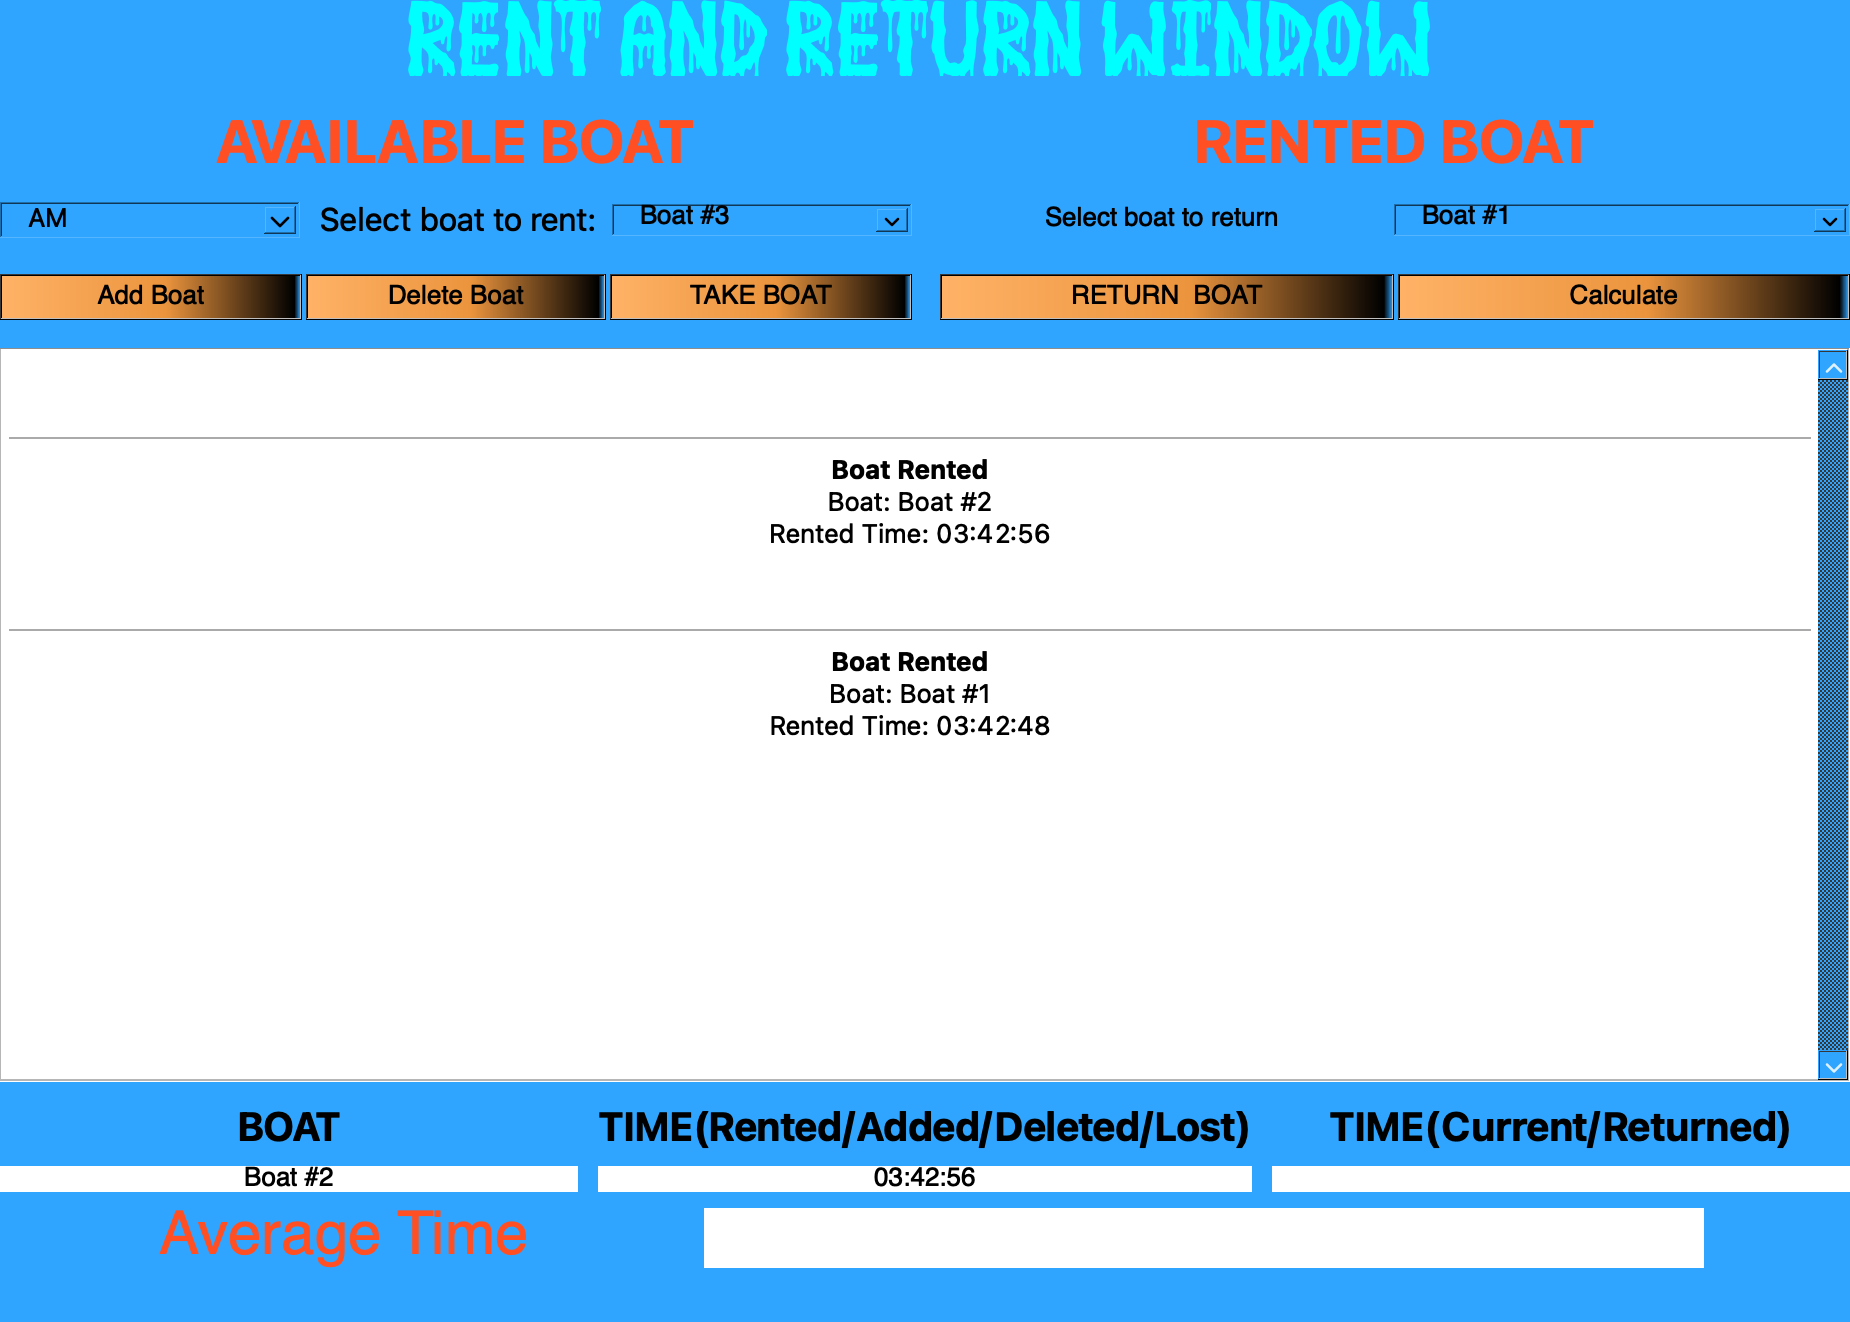 RENT AND RETURN WINDOW
AVAILABLE BOAT
RENTED BOAT
AM
Select boat to rent:
Boat #3
Select boat to return
Boat #1
Add Boat
Delete Boat
TAKE BOAT
RETURN  BOAT
Calculate
Boat Rented
Boat: Boat #2
Rented Time: 03:42:56
Boat Rented
Boat: Boat #1
Rented Time: 03:42:48
BOAT
TIME(Rented/Added/Deleted/Lost)
TIME(Current/Returned)
Boat #2
03:42:56
Average Time